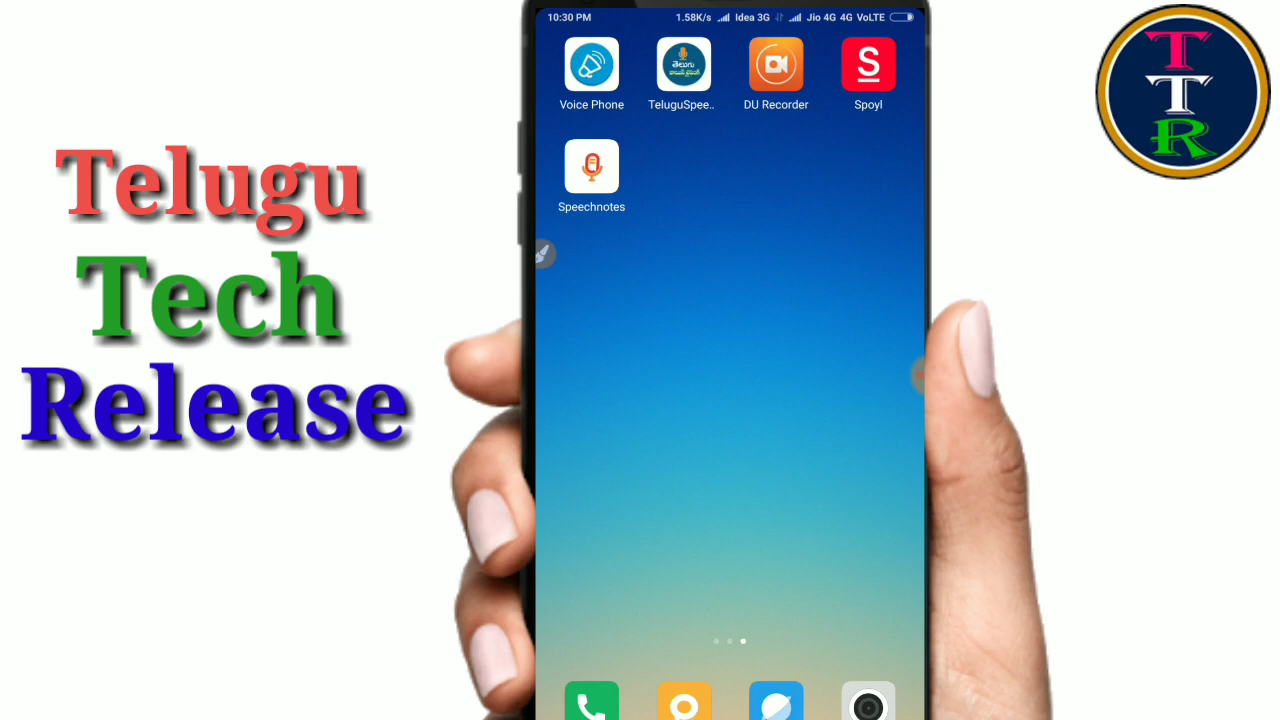 10:30 PM 1.58K/s Idea 3G Jio 4G 4G VoLTE
Voice Phone TeluguSpee.. DU Recorder Spoyl
Speechnotes
Telugu
Tech
Release
T
T
R
తెలుగు
S